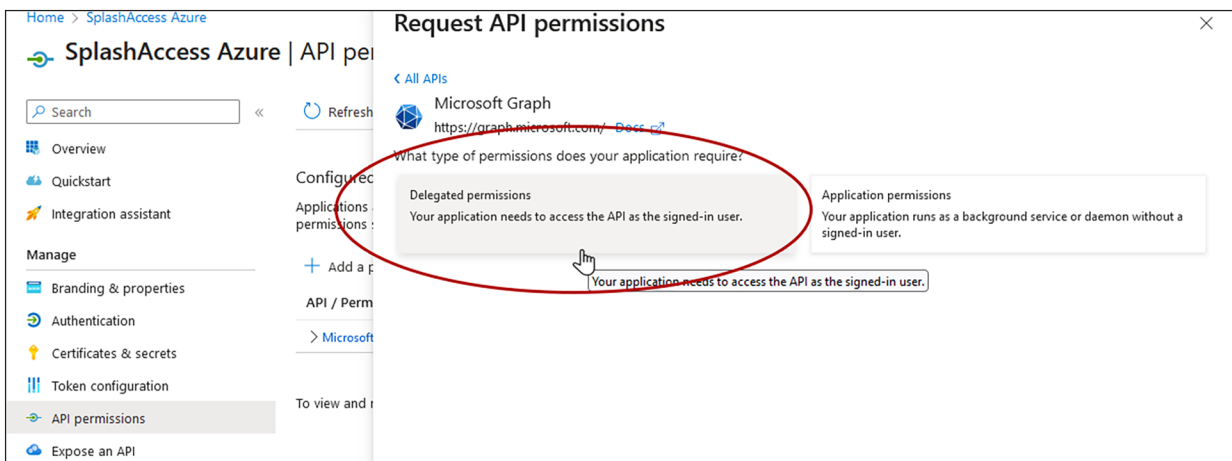 Home > SplashAccess Azure
SplashAccess Azure | API per
Search
«
Refresh
Overview
Quickstart
Integration assistant
Manage
Branding & properties
Authentication
Certificates & secrets
Token configuration
API permissions
Expose an API
Configured
Applications
permissions s
Add a p
API / Perm
Microsoft
To view and r
Request API permissions
All APIs
Microsoft Graph
https://graph.microsoft.com/ Docs
What type of permissions does your application require?
Delegated permissions
Your application needs to access the API as the signed-in user.
Application permissions
Your application runs as a background service or daemon without a
signed-in user.
Your application needs to access the API as the signed-in user.